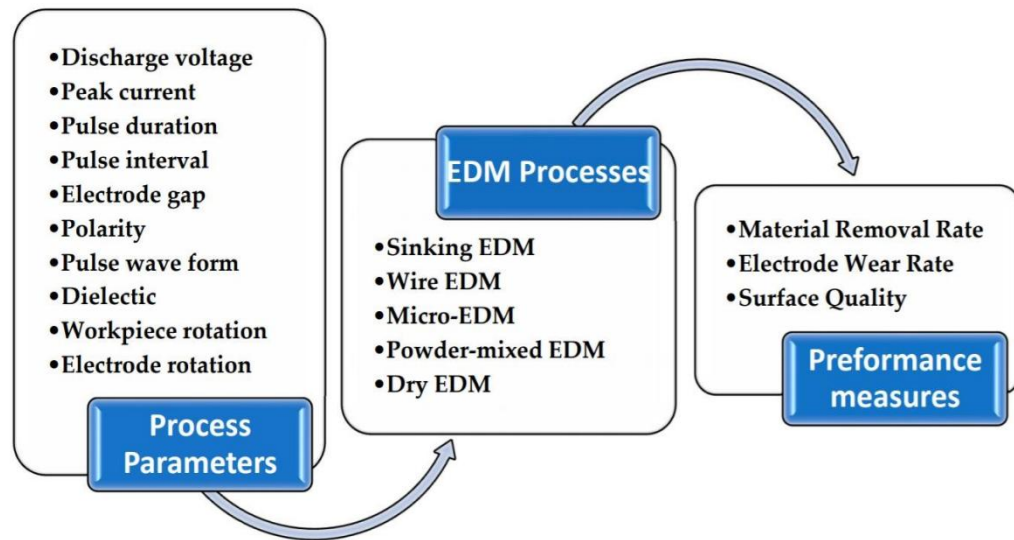 •Discharge voltage
•Peak current
•Pulse duration
•Pulse interval
•Electrode gap
•Polarity
•Pulse wave form
•Dielectic
•Workpiece rotation
•Electrode rotation
Process
Parameters
EDM Processes
•Sinking EDM
•Wire EDM
•Micro-EDM
•Powder-mixed EDM
•Dry EDM
•Material Removal Rate
•Electrode Wear Rate
•Surface Quality
Preformance
measures